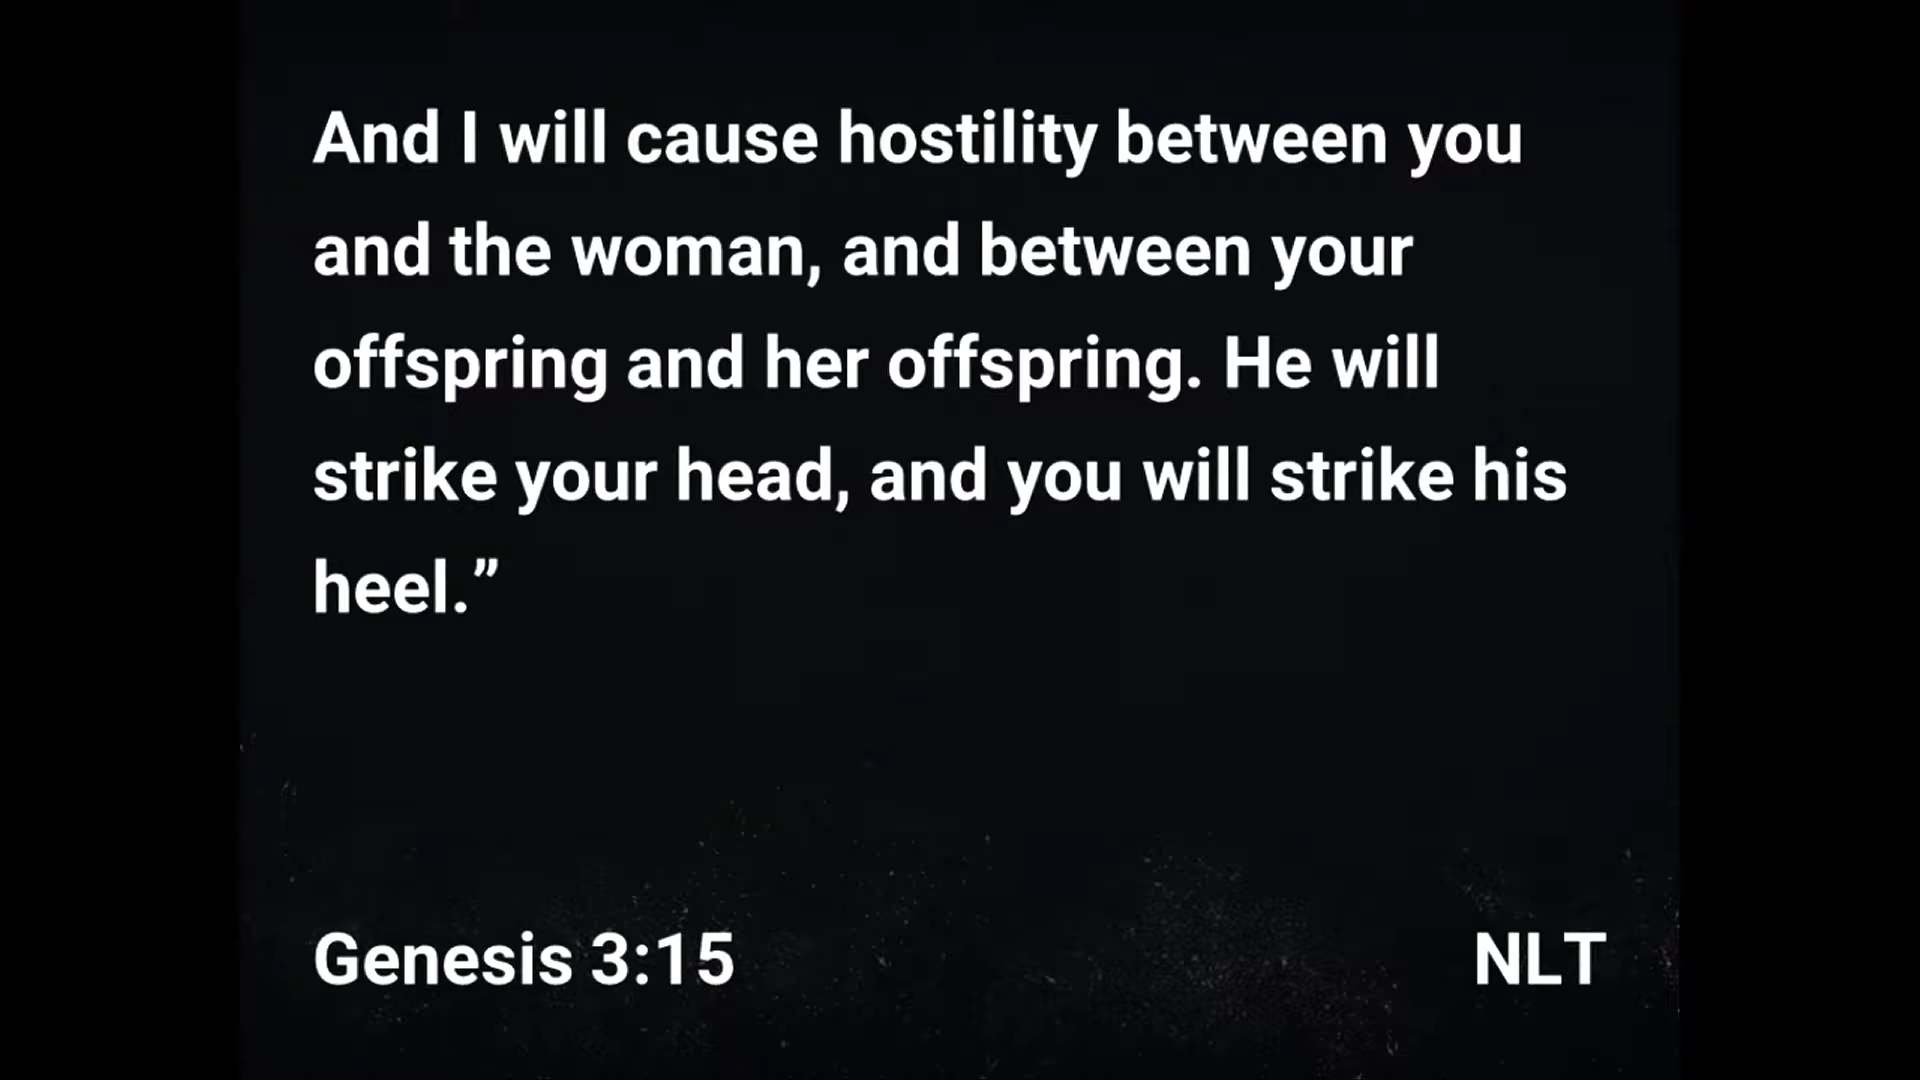 And I will cause hostility between you
and the woman, and between your
offspring and her offspring. He will
strike your head, and you will strike his
heel.”
Genesis 3:15
NLT